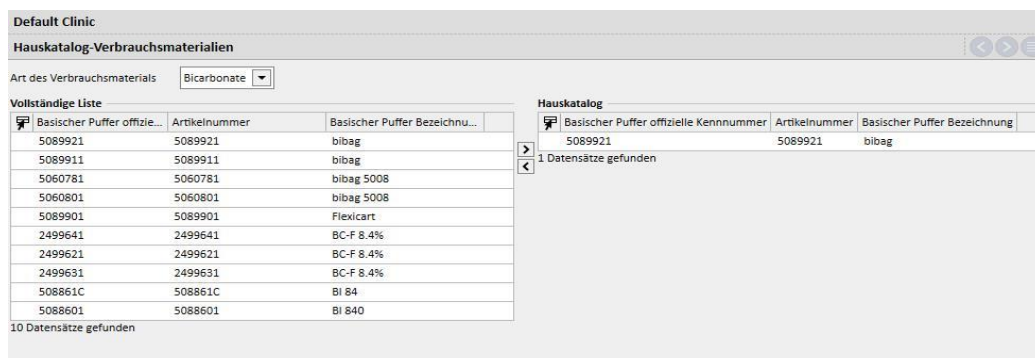 Default Clinic
Hauskatalog-Verbrauchsmaterialien
Art des Verbrauchsmaterials Bicarbonate
Vollständige Liste
Basischer Puffer offizie... Artikelnummer Basischer Puffer Bezeichnu...
5089921 5089921 bibag
5089911 5089911 bibag
5060781 5060781 bibag 5008
5060801 5060801 bibag 5008
5089901 5089901 Flexicart
2499641 2499641 BC-F 8.4%
2499621 2499621 BC-F 8.4%
2499631 2499631 BC-F 8.4%
508861C 508861C BI 84
5088601 5088601 BI 840
10 Datensätze gefunden
Hauskatalog
Basischer Puffer offizielle Kennnummer Artikelnummer Basischer Puffer Bezeichnung
5089921 5089921 bibag
1 Datensätze gefunden